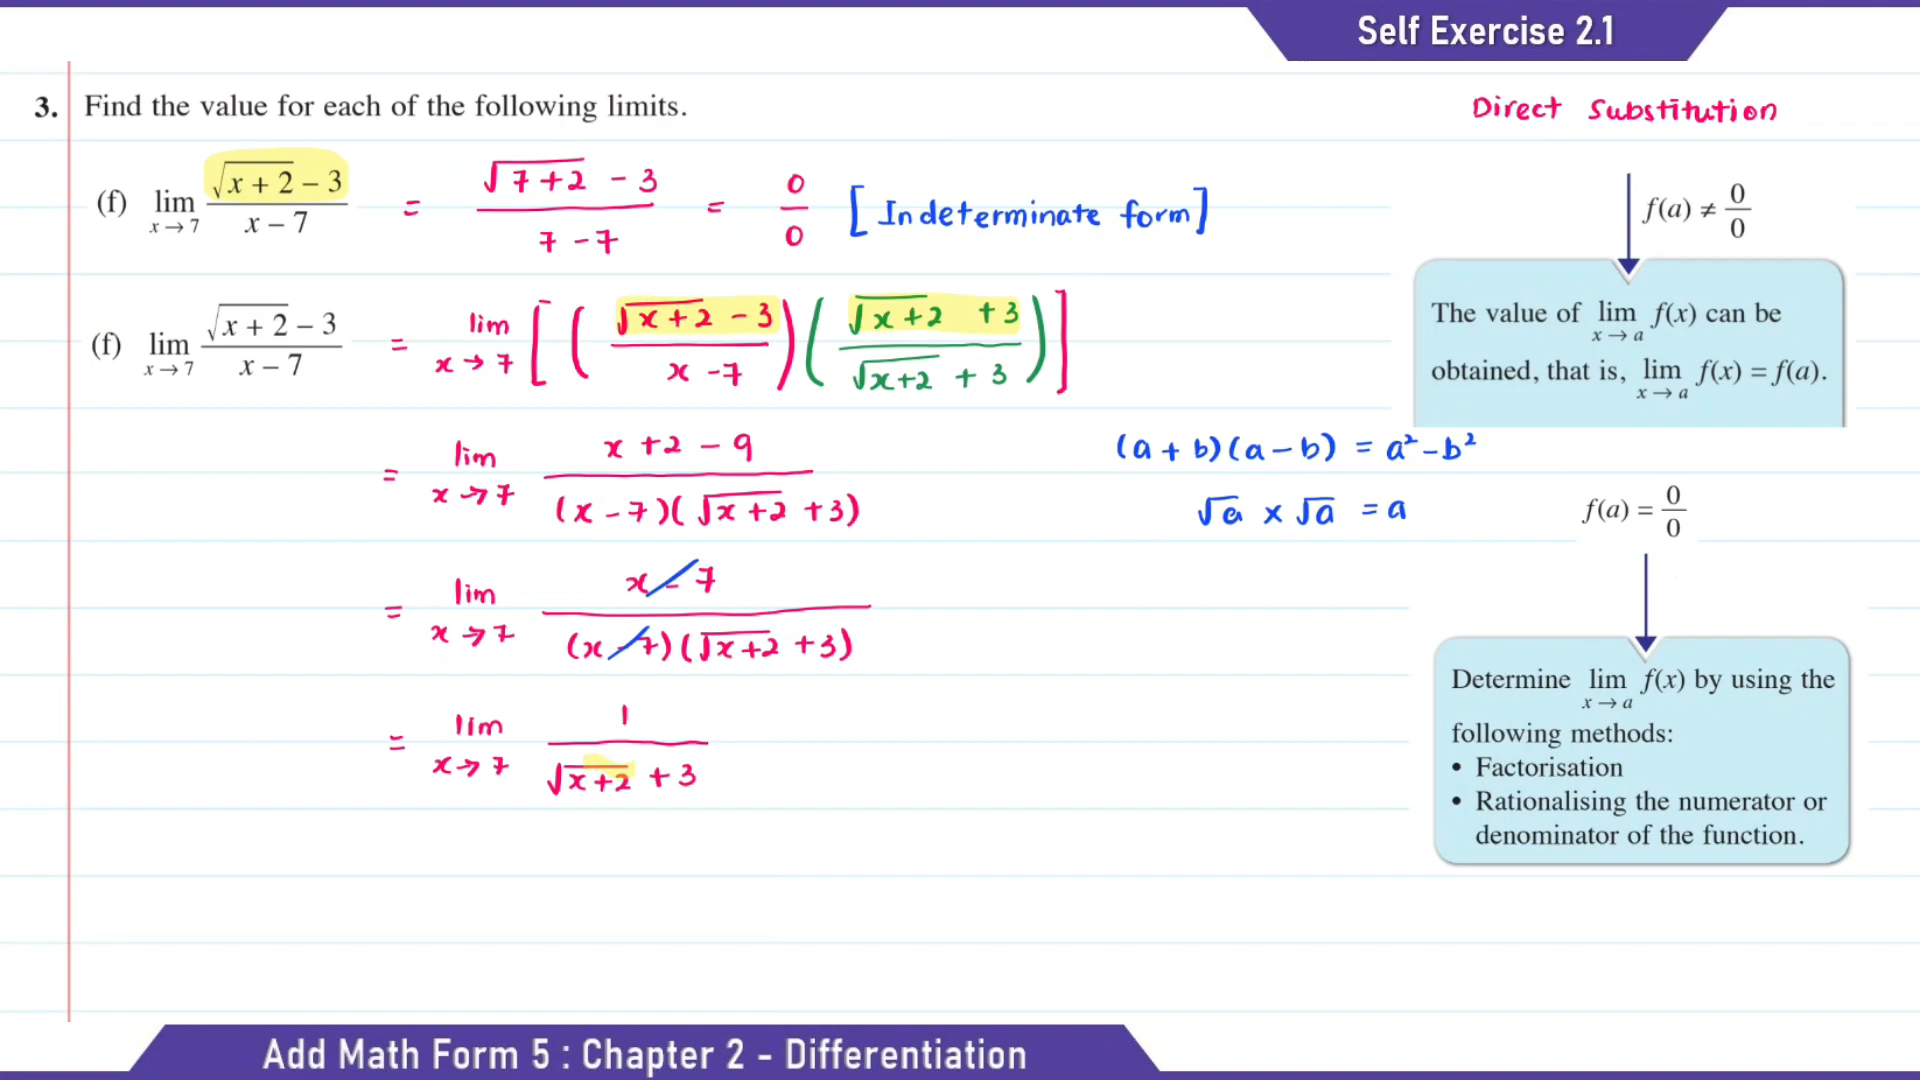 Self Exercise 2.1
3. Find the value for each of the following limits.
Direct Substitution
(f) lim x→7 (√(x + 2) − 3)/(x − 7) = (√(7+2) − 3)/(7 − 7) = 0/0 [Indeterminate form]
f(a) ≠ 0/0
(f) lim x→7 (√(x + 2) − 3)/(x − 7) = lim x→7 [((√(x+2) − 3)/(x − 7)) ((√(x+2) + 3)/(√(x+2) + 3))]
The value of lim x→a f(x) can be
obtained, that is, lim x→a f(x) = f(a).
= lim x→7 (x + 2 − 9)/((x − 7)(√(x+2) + 3))
(a + b)(a − b) = a² − b²
√a × √a = a
f(a) = 0/0
= lim x→7 (x − 7)/((x − 7)(√(x+2) + 3))
= lim x→7 1/(√(x+2) + 3)
Determine lim x→a f(x) by using the
following methods:
• Factorisation
• Rationalising the numerator or
denominator of the function.
Add Math Form 5 : Chapter 2 - Differentiation